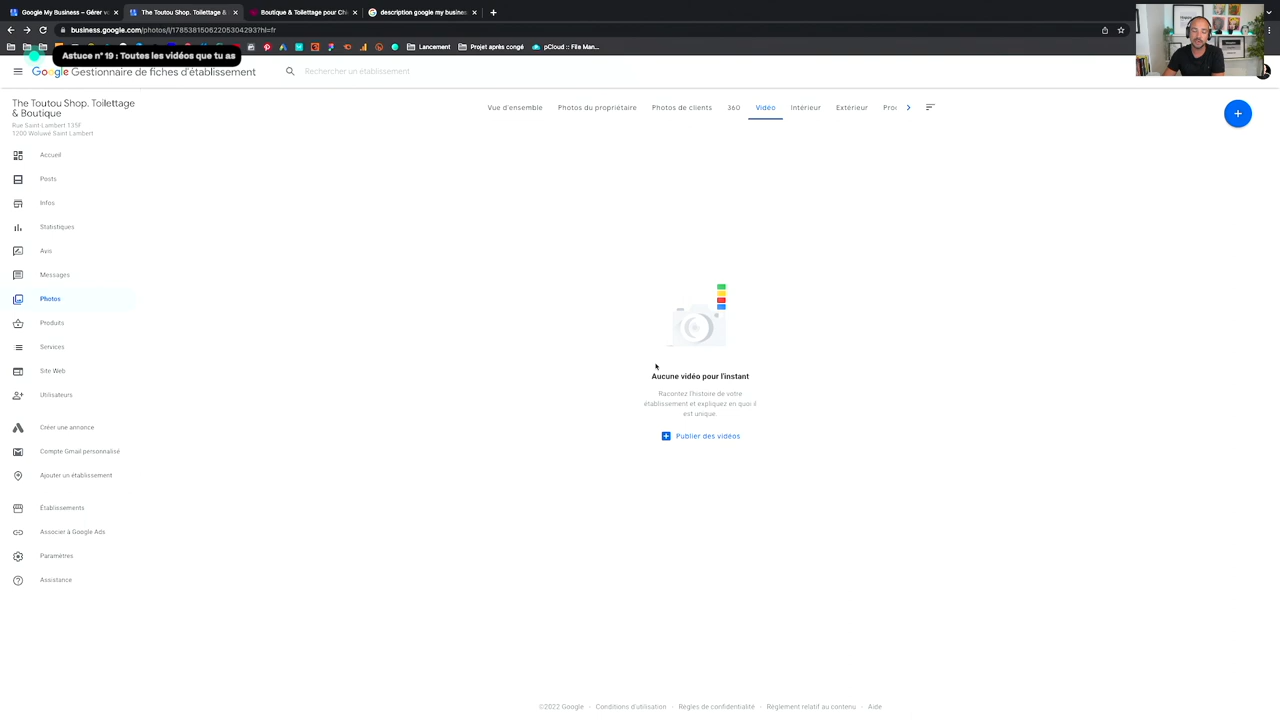 Google My Business – Gérer vo
The Toutou Shop. Toilettage &
Boutique & Toilettage pour Chi
description google my busines
business.google.com/photos/l/17853815062205304293?hl=fr
Lancement
Projet après congé
pCloud :: File Man...
Astuce n° 19 : Toutes les vidéos que tu as
Google Gestionnaire de fiches d'établissement
Rechercher un établissement
The Toutou Shop. Toilettage
& Boutique
Rue Saint-Lambert 135F
1200 Woluwé Saint Lambert
Vue d'ensemble
Photos du propriétaire
Photos de clients
360
Vidéo
Intérieur
Extérieur
Accueil
Posts
Infos
Statistiques
Avis
Messages
Photos
Produits
Services
Site Web
Utilisateurs
Créer une annonce
Compte Gmail personnalisé
Ajouter un établissement
Établissements
Associer à Google Ads
Paramètres
Assistance
Aucune vidéo pour l'instant
Racontez l'histoire de votre
établissement et expliquez en quoi il
est unique.
Publier des vidéos
©2022 Google - Conditions d'utilisation - Règles de confidentialité - Règlement relatif au contenu - Aide